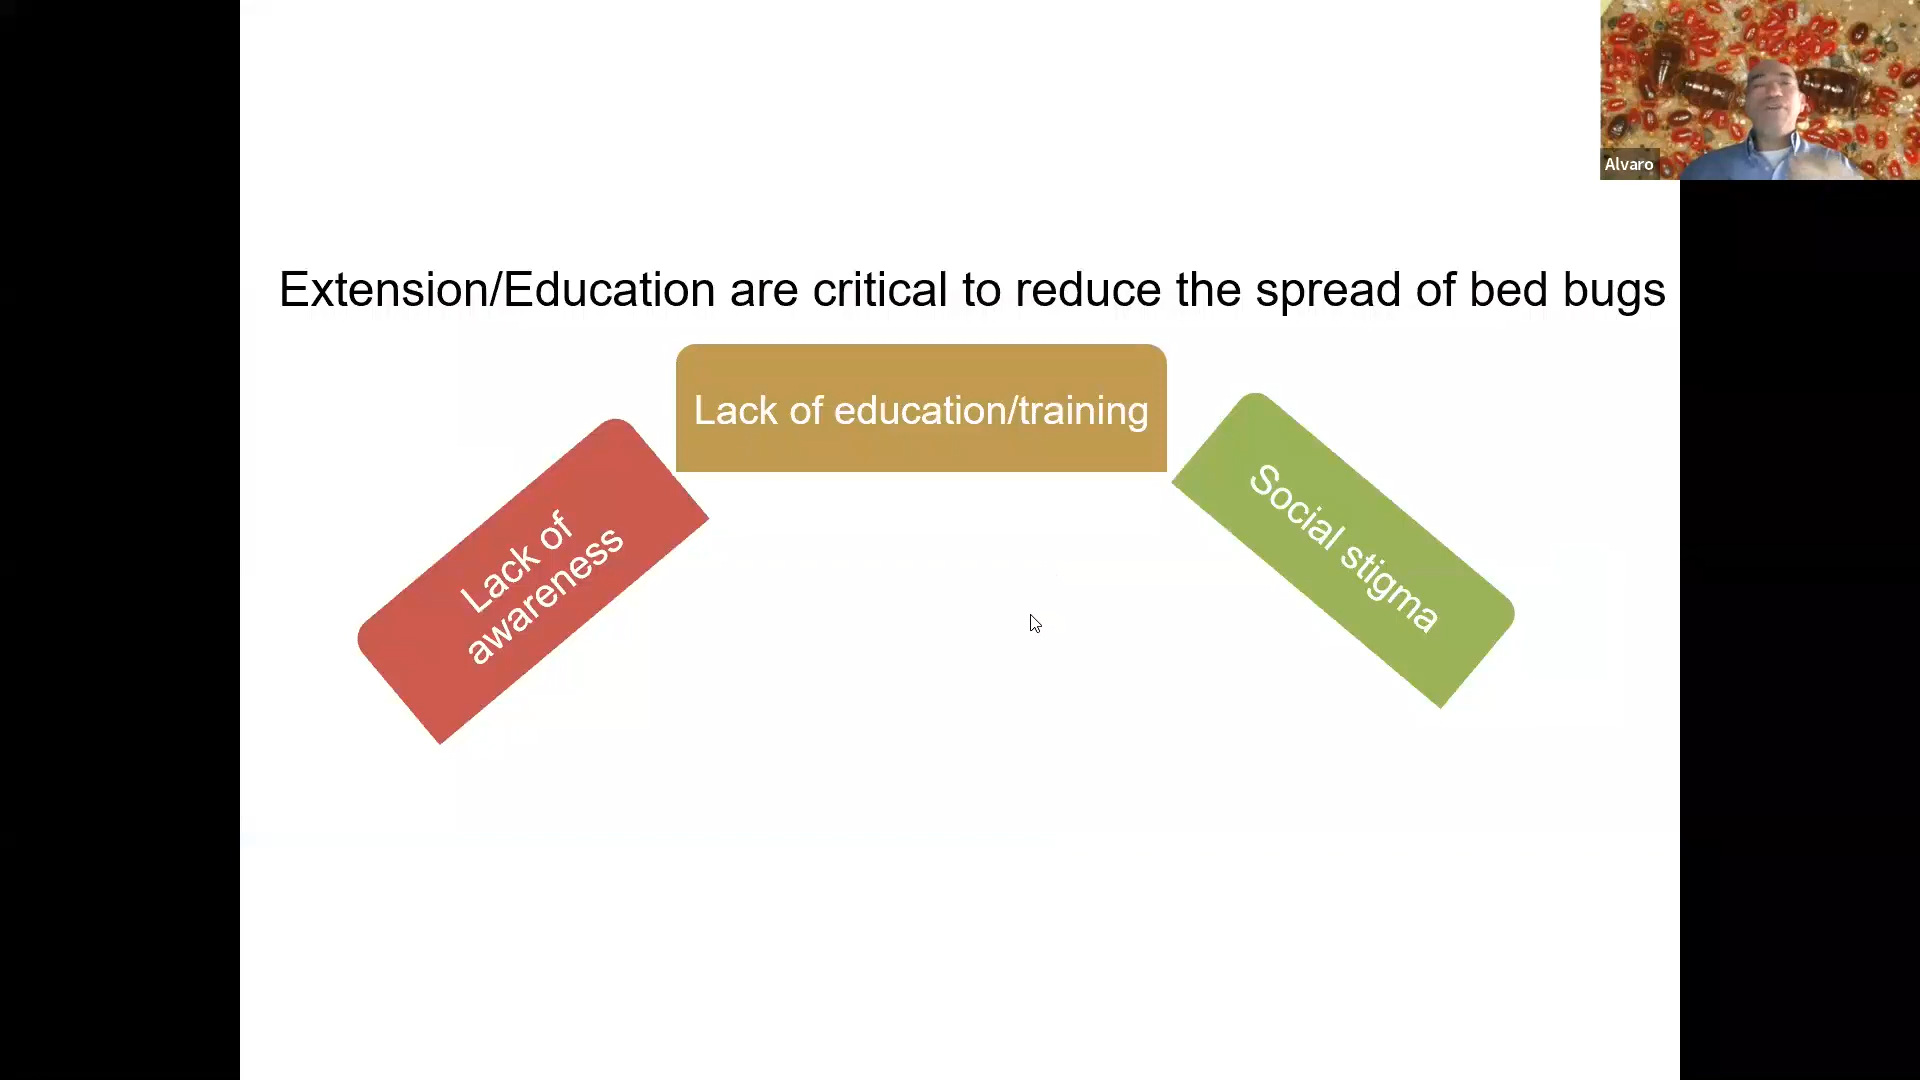 Alvaro
Extension/Education are critical to reduce the spread of bed bugs
Lack of education/training
Lack of
awareness
Social stigma